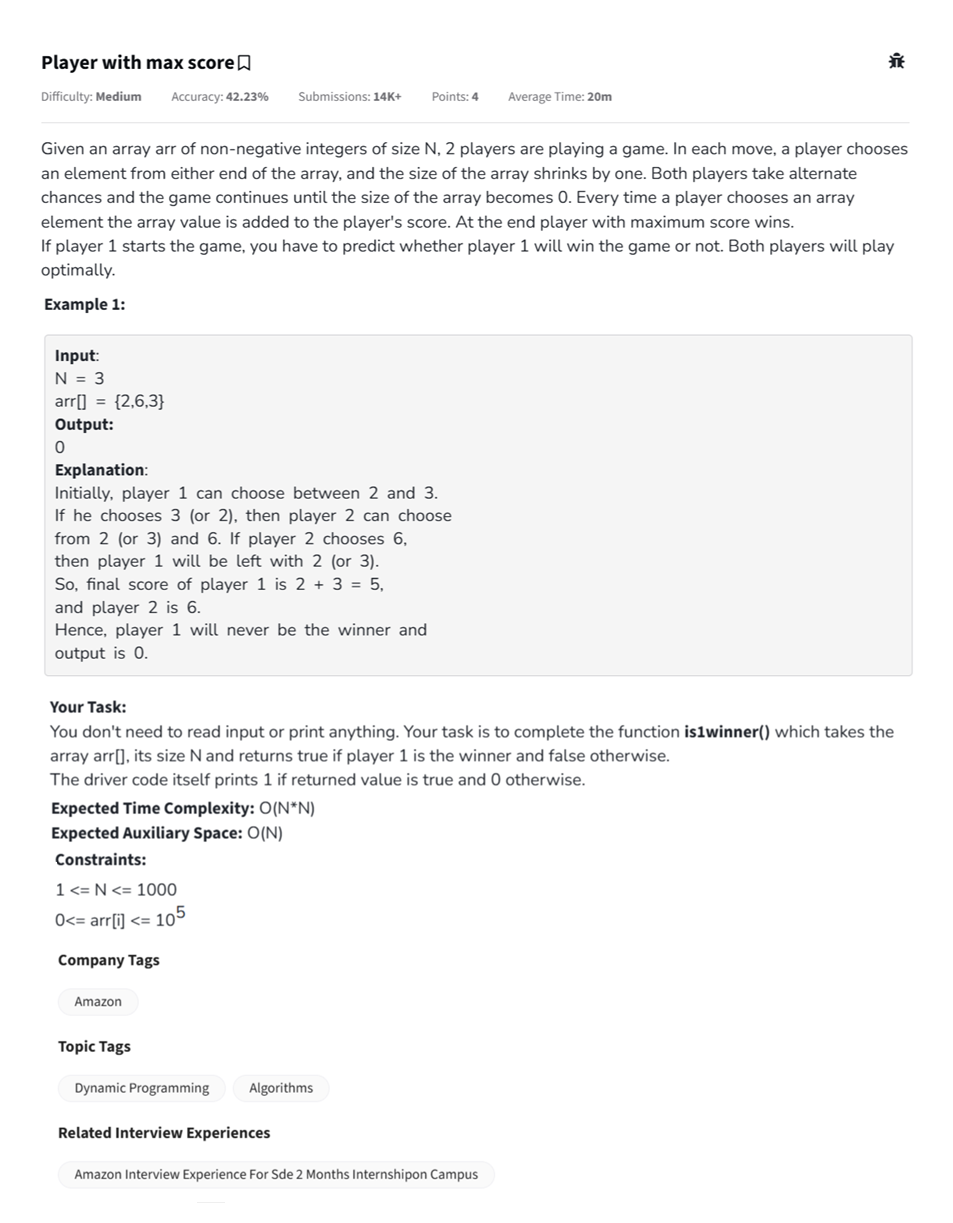 Player with max score
Difficulty: Medium Accuracy: 42.23% Submissions: 14K+ Points: 4 Average Time: 20m
Given an array arr of non-negative integers of size N, 2 players are playing a game. In each move, a player chooses
an element from either end of the array, and the size of the array shrinks by one. Both players take alternate
chances and the game continues until the size of the array becomes 0. Every time a player chooses an array
element the array value is added to the player's score. At the end player with maximum score wins.
If player 1 starts the game, you have to predict whether player 1 will win the game or not. Both players will play
optimally.
Example 1:
Input:
N = 3
arr[] = {2,6,3}
Output:
0
Explanation:
Initially, player 1 can choose between 2 and 3.
If he chooses 3 (or 2), then player 2 can choose
from 2 (or 3) and 6. If player 2 chooses 6,
then player 1 will be left with 2 (or 3).
So, final score of player 1 is 2 + 3 = 5,
and player 2 is 6.
Hence, player 1 will never be the winner and
output is 0.
Your Task:
You don't need to read input or print anything. Your task is to complete the function is1winner() which takes the
array arr[], its size N and returns true if player 1 is the winner and false otherwise.
The driver code itself prints 1 if returned value is true and 0 otherwise.
Expected Time Complexity: O(N*N)
Expected Auxiliary Space: O(N)
Constraints:
1 <= N <= 1000
0<= arr[i] <= 10⁵
Company Tags
Amazon
Topic Tags
Dynamic Programming Algorithms
Related Interview Experiences
Amazon Interview Experience For Sde 2 Months Internshipon Campus